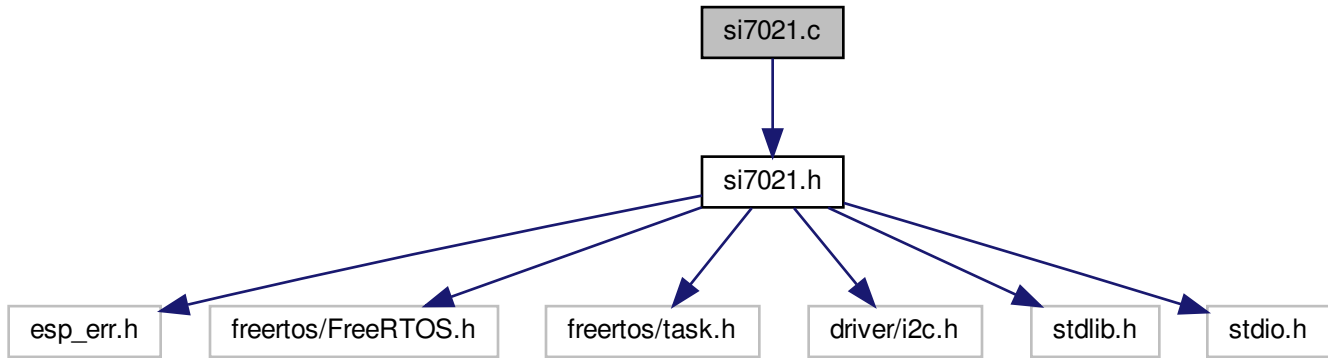 si7021.c
si7021.h
esp_err.h
freertos/FreeRTOS.h
freertos/task.h
driver/i2c.h
stdlib.h
stdio.h